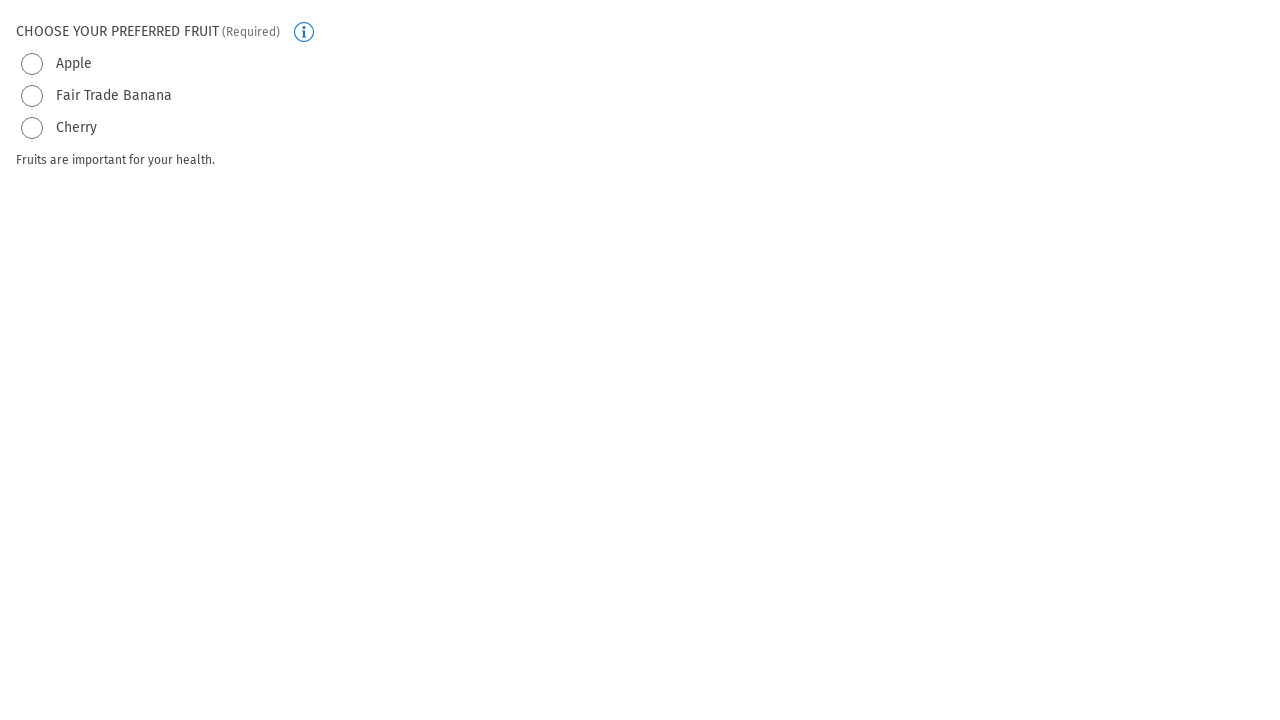 CHOOSE YOUR PREFERRED FRUIT (Required)
Apple
Fair Trade Banana
Cherry
Fruits are important for your health.